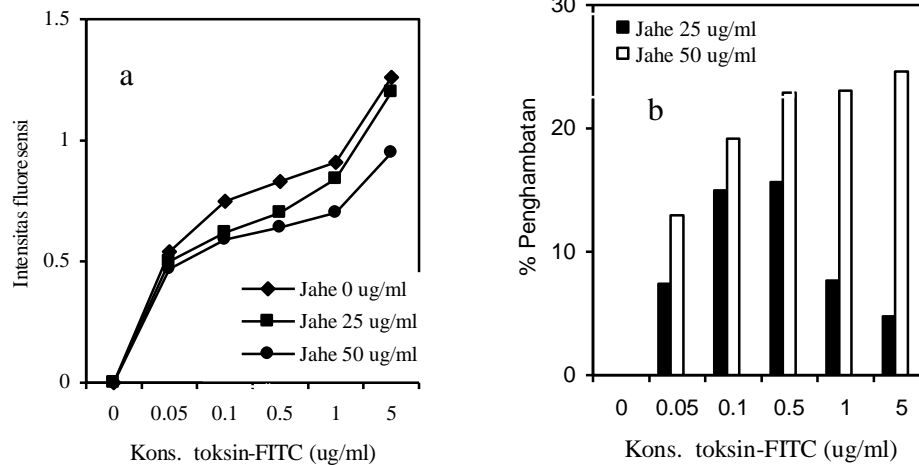 1.5
1
0.5
0
a
Intensitas fluoresensi
Jahe 0 ug/ml
Jahe 25 ug/ml
Jahe 50 ug/ml
0 0.05 0.1 0.5 1 5
Kons. toksin-FITC (ug/ml)
30
20
10
0
Jahe 25 ug/ml
Jahe 50 ug/ml
b
% Penghambatan
0 0.05 0.1 0.5 1 5
Kons. toksin-FITC (ug/ml)